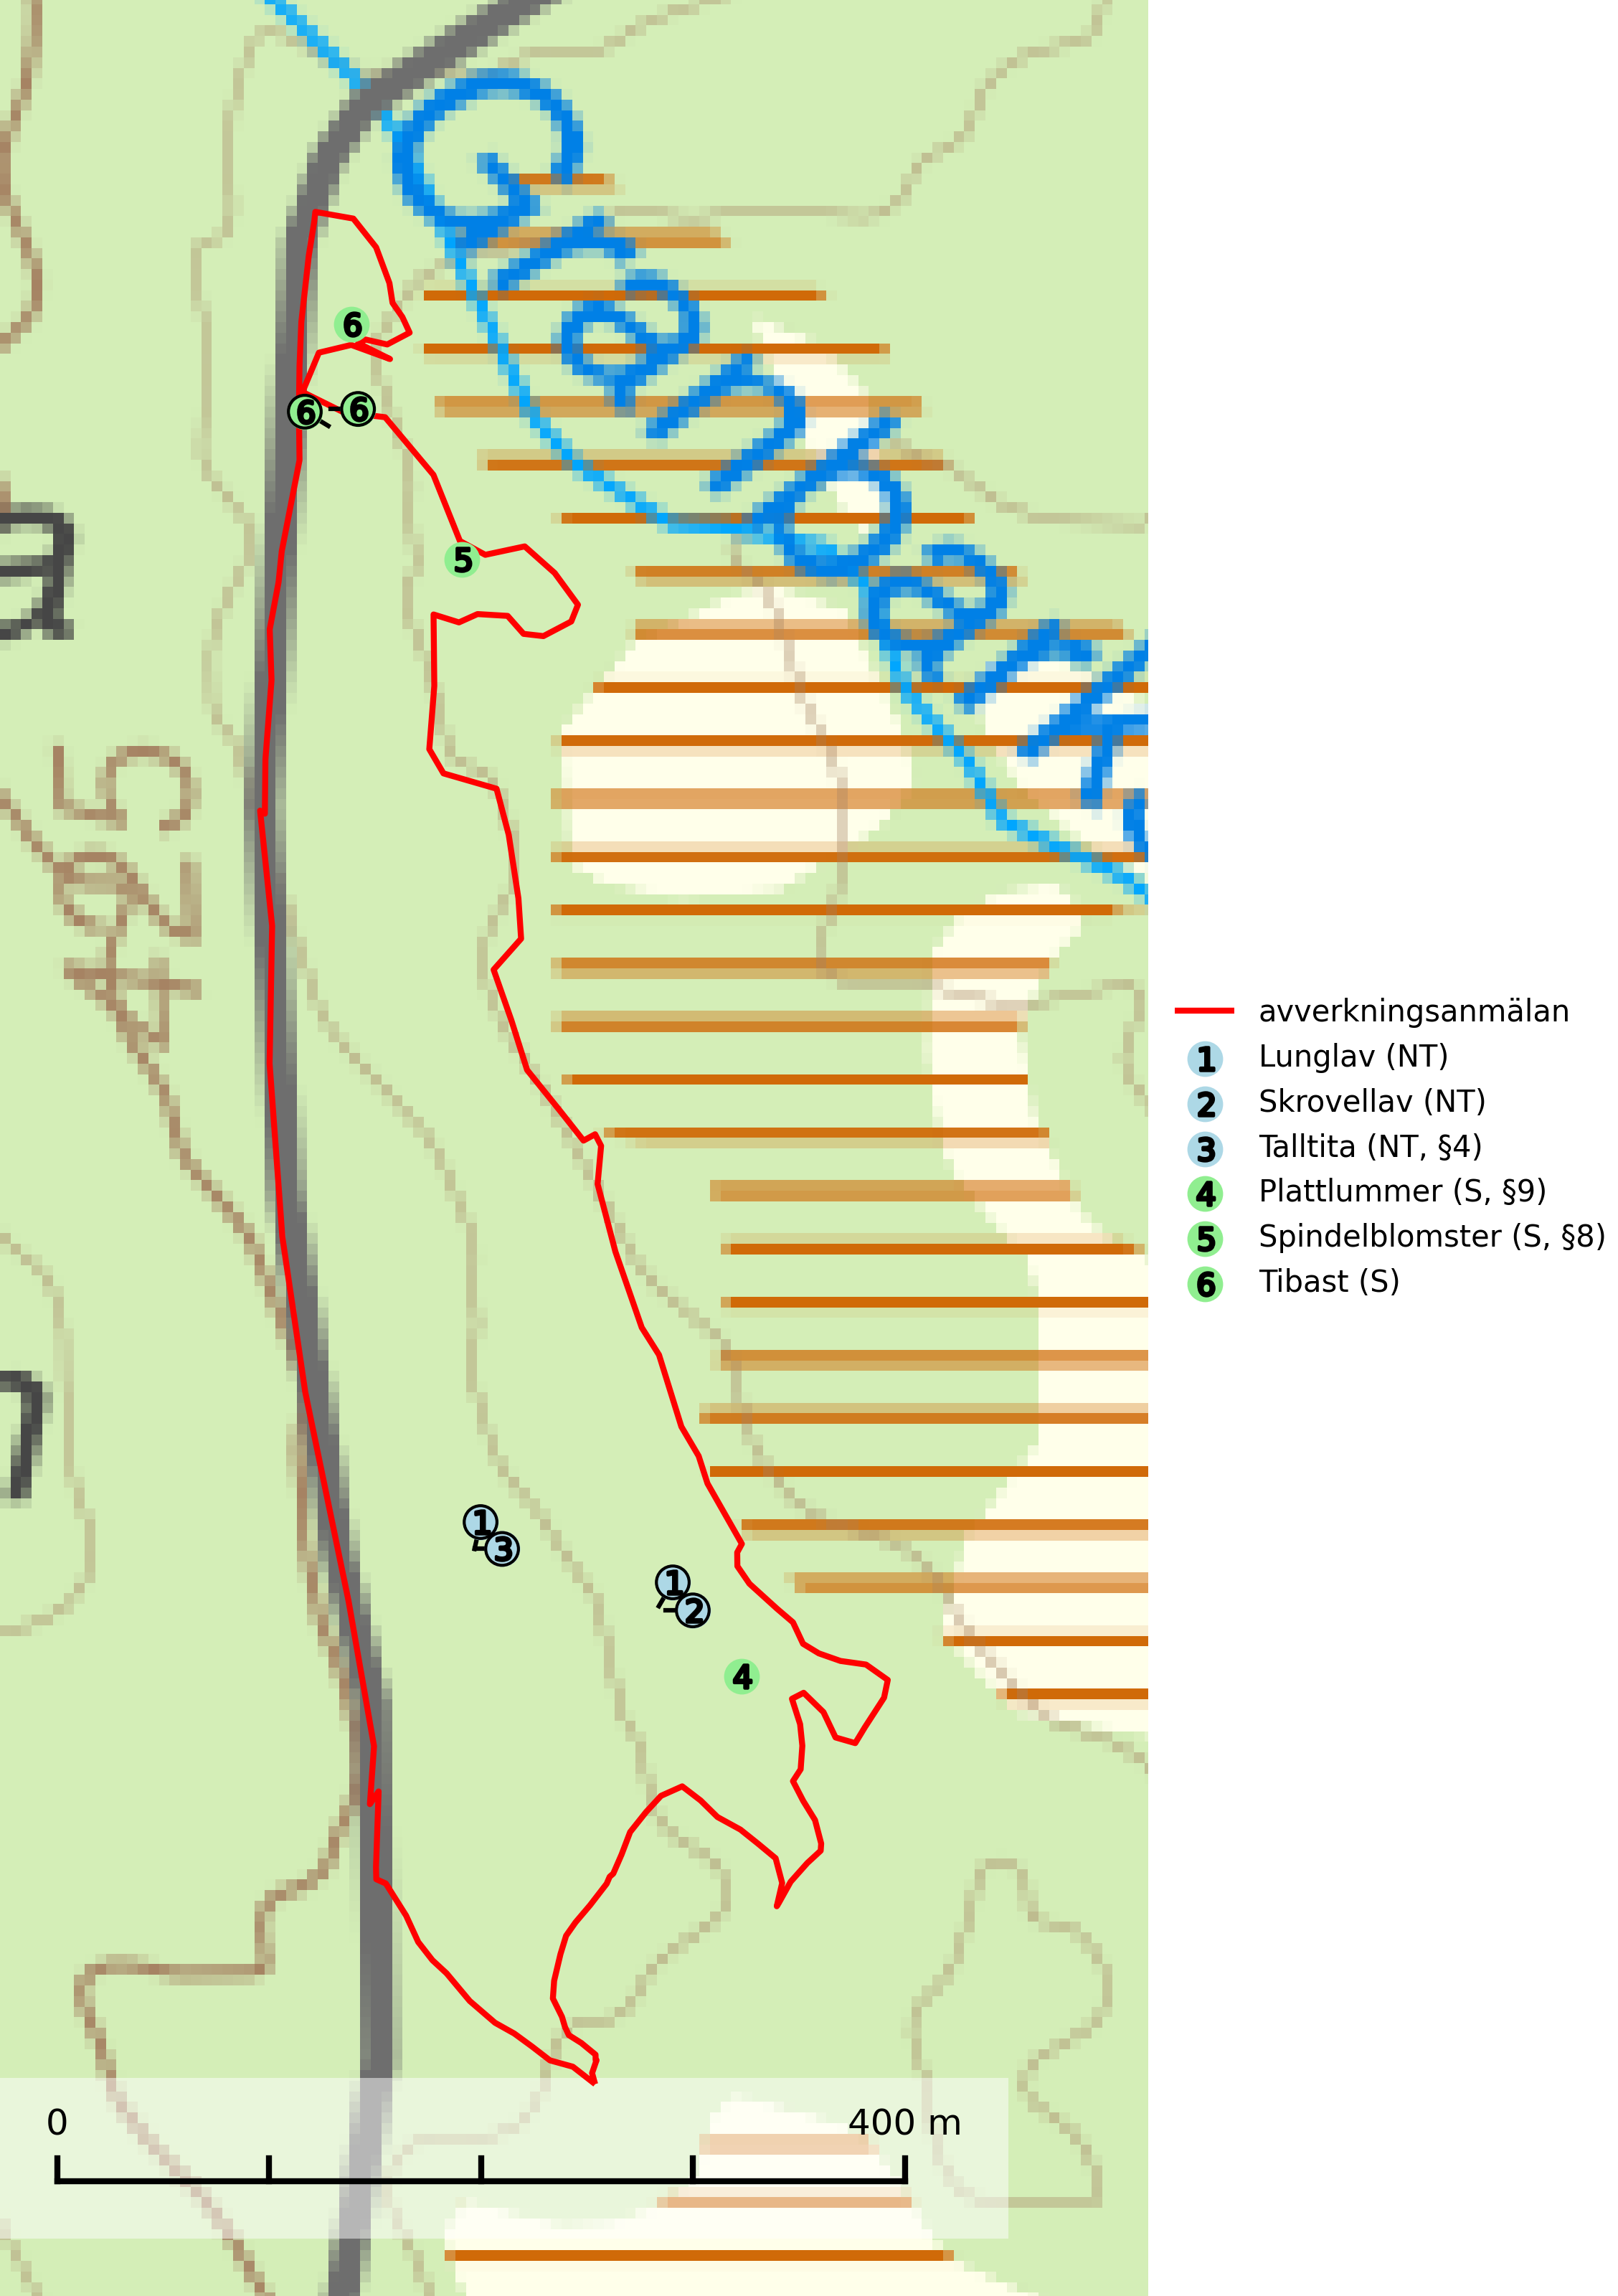 Granbäck
425
avverkningsanmälan
1 Lunglav (NT)
2 Skrovellav (NT)
3 Talltita (NT, §4)
4 Plattlummer (S, §9)
5 Spindelblomster (S, §8)
6 Tibast (S)
6
6 6
5
1
3
1
2
4
0 400 m